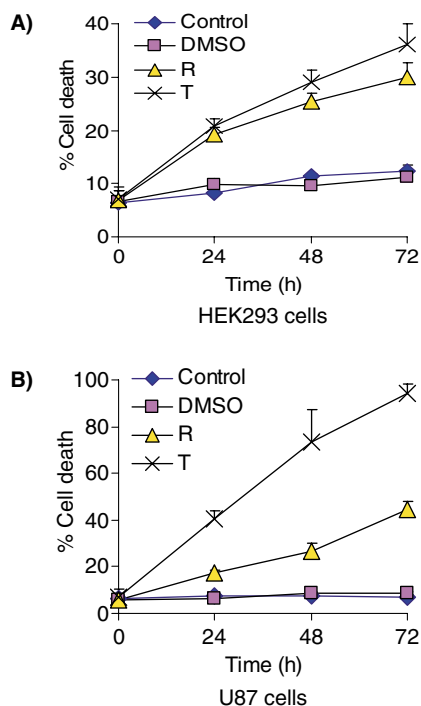 A)
Control
DMSO
R
T
% Cell death
40
30
20
10
0
0 24 48 72
Time (h)
HEK293 cells
B)
Control
DMSO
R
T
% Cell death
100
80
60
40
20
0
0 24 48 72
Time (h)
U87 cells